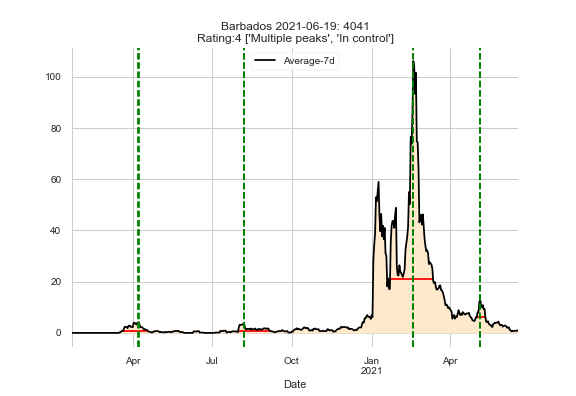 Barbados 2021-06-19: 4041
Rating:4 ['Multiple peaks', 'In control']
Average-7d
100
80
60
40
20
0
Apr
Jul
Oct
Jan
2021
Apr
Date